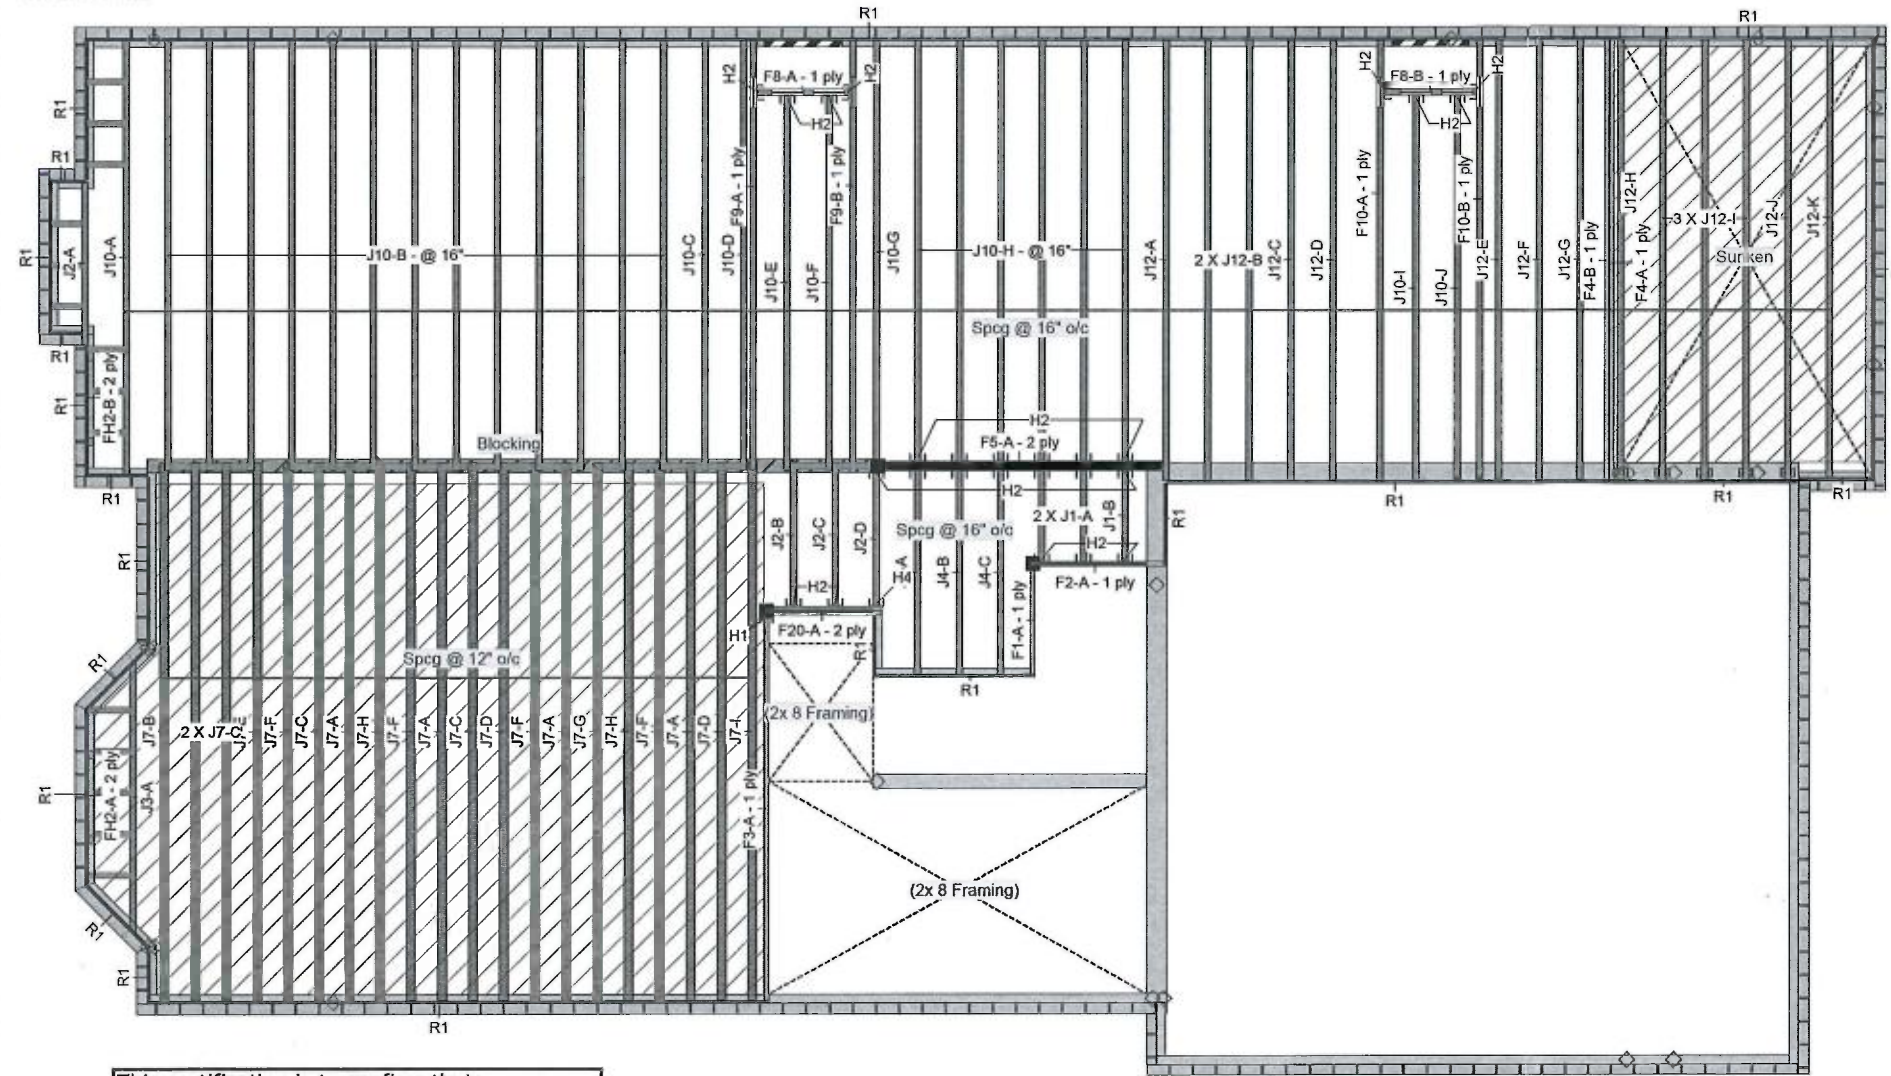 R1
R1
H2
F8-A - 1 ply
H2
H2
H2
F8-B - 1 ply
H2
H2
R1
R1
R1
R1
R1
J2-A
J10-A
FH2-B - 2 ply
J10-B - @ 16"
J10-C
F9-A - 1 ply
J10-D
J10-E
J10-F
F9-B - 1 ply
J10-G
J10-H - @ 16"
J12-A
2 X J12-B
J12-C
J12-D
F10-A - 1 ply
J10-I
J10-J
F10-B - 1 ply
J12-E
J12-F
J12-G
F4-B - 1 ply
J12-H
F4-A - 1 ply
3 X J12-I
J12-J
J12-K
Sunken
Spcg @ 16" o/c
Blocking
H2
F5-A - 2 ply
H2
R1
R1
R1
R1
R1
R1
J2-B
J2-C
J2-D
Spcg @ 16" o/c
2 X J1-A
J1-B
H2
F2-A - 1 ply
H4
J4-B
J4-C
F1-A - 1 ply
H2
F20-A - 2 ply
H1
R1
R1
Spcg @ 12" o/c
R1
R1
R1
R1
FH2-A - 2 ply
J3-A
J7-B
2 X J7-C
J7-F
J7-C
J7-A
J7-H
J7-F
J7-A
J7-C
J7-D
J7-F
J7-A
J7-G
J7-H
J7-F
J7-A
J7-D
J7-I
F3-A - 1 ply
(2x 8 Framing)
(2x 8 Framing)
R1